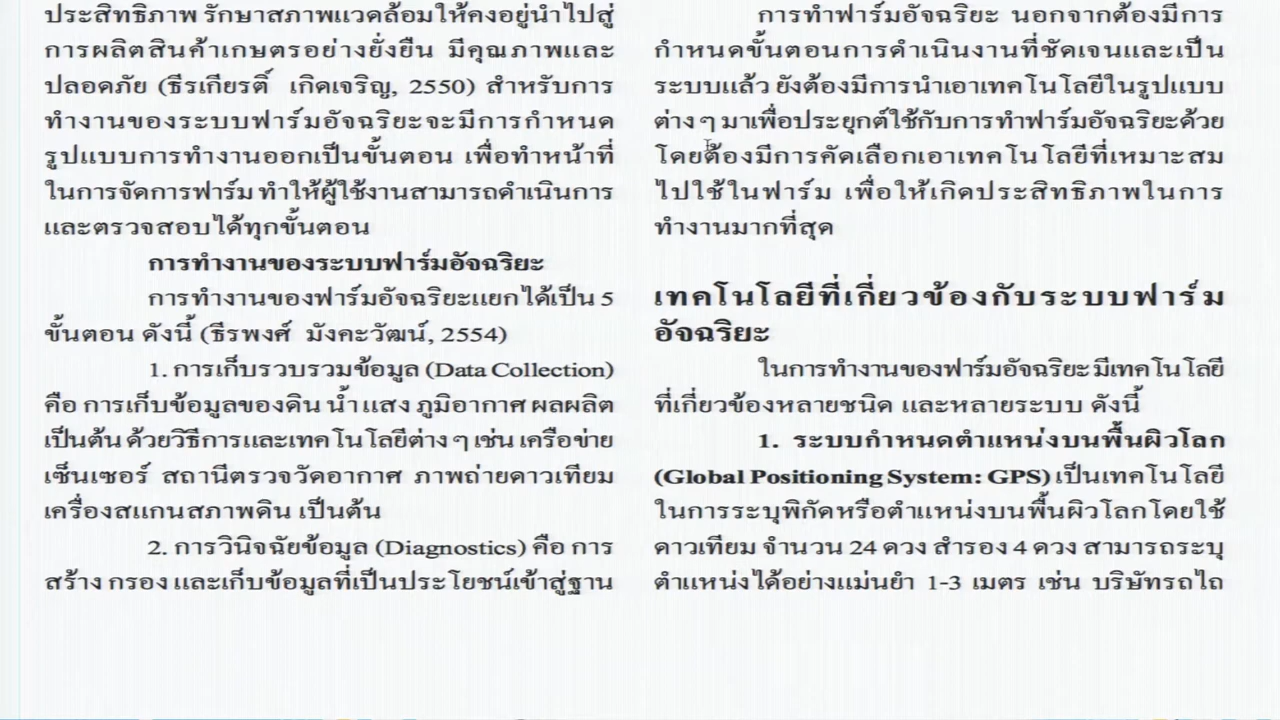 ประสิทธิภาพ รักษาสภาพแวดล้อมให้คงอยู่นำไปสู่
การผลิตสินค้าเกษตรอย่างยั่งยืน มีคุณภาพและ
ปลอดภัย (ธีรเกียรติ์ เกิดเจริญ, 2550) สำหรับการ
ทำงานของระบบฟาร์มอัจฉริยะจะมีการกำหนด
รูปแบบการทำงานออกเป็นขั้นตอน เพื่อทำหน้าที่
ในการจัดการฟาร์ม ทำให้ผู้ใช้งานสามารถดำเนินการ
และตรวจสอบได้ทุกขั้นตอน
การทำงานของระบบฟาร์มอัจฉริยะ
การทำงานของฟาร์มอัจฉริยะแยกได้เป็น 5
ขั้นตอน ดังนี้ (ธีรพงศ์ มังคะวัฒน์, 2554)
1. การเก็บรวบรวมข้อมูล (Data Collection)
คือ การเก็บข้อมูลของดิน น้ำ แสง ภูมิอากาศ ผลผลิต
เป็นต้น ด้วยวิธีการและเทคโนโลยีต่าง ๆ เช่น เครือข่าย
เซ็นเซอร์ สถานีตรวจวัดอากาศ ภาพถ่ายดาวเทียม
เครื่องสแกนสภาพดิน เป็นต้น
2. การวินิจฉัยข้อมูล (Diagnostics) คือ การ
สร้าง กรอง และเก็บข้อมูลที่เป็นประโยชน์เข้าสู่ฐาน
การทำฟาร์มอัจฉริยะ นอกจากต้องมีการ
กำหนดขั้นตอนการดำเนินงานที่ชัดเจนและเป็น
ระบบแล้ว ยังต้องมีการนำเอาเทคโนโลยีในรูปแบบ
ต่าง ๆ มาเพื่อประยุกต์ใช้กับการทำฟาร์มอัจฉริยะด้วย
โดยต้องมีการคัดเลือกเอาเทคโนโลยีที่เหมาะสม
ไปใช้ในฟาร์ม เพื่อให้เกิดประสิทธิภาพในการ
ทำงานมากที่สุด
เทคโนโลยีที่เกี่ยวข้องกับระบบฟาร์ม
อัจฉริยะ
ในการทำงานของฟาร์มอัจฉริยะ มีเทคโนโลยี
ที่เกี่ยวข้องหลายชนิด และหลายระบบ ดังนี้
1. ระบบกำหนดตำแหน่งบนพื้นผิวโลก
(Global Positioning System: GPS) เป็นเทคโนโลยี
ในการระบุพิกัดหรือตำแหน่งบนพื้นผิวโลกโดยใช้
ดาวเทียม จำนวน 24 ดวง สำรอง 4 ดวง สามารถระบุ
ตำแหน่งได้อย่างแม่นยำ 1-3 เมตร เช่น บริษัทรถไถ